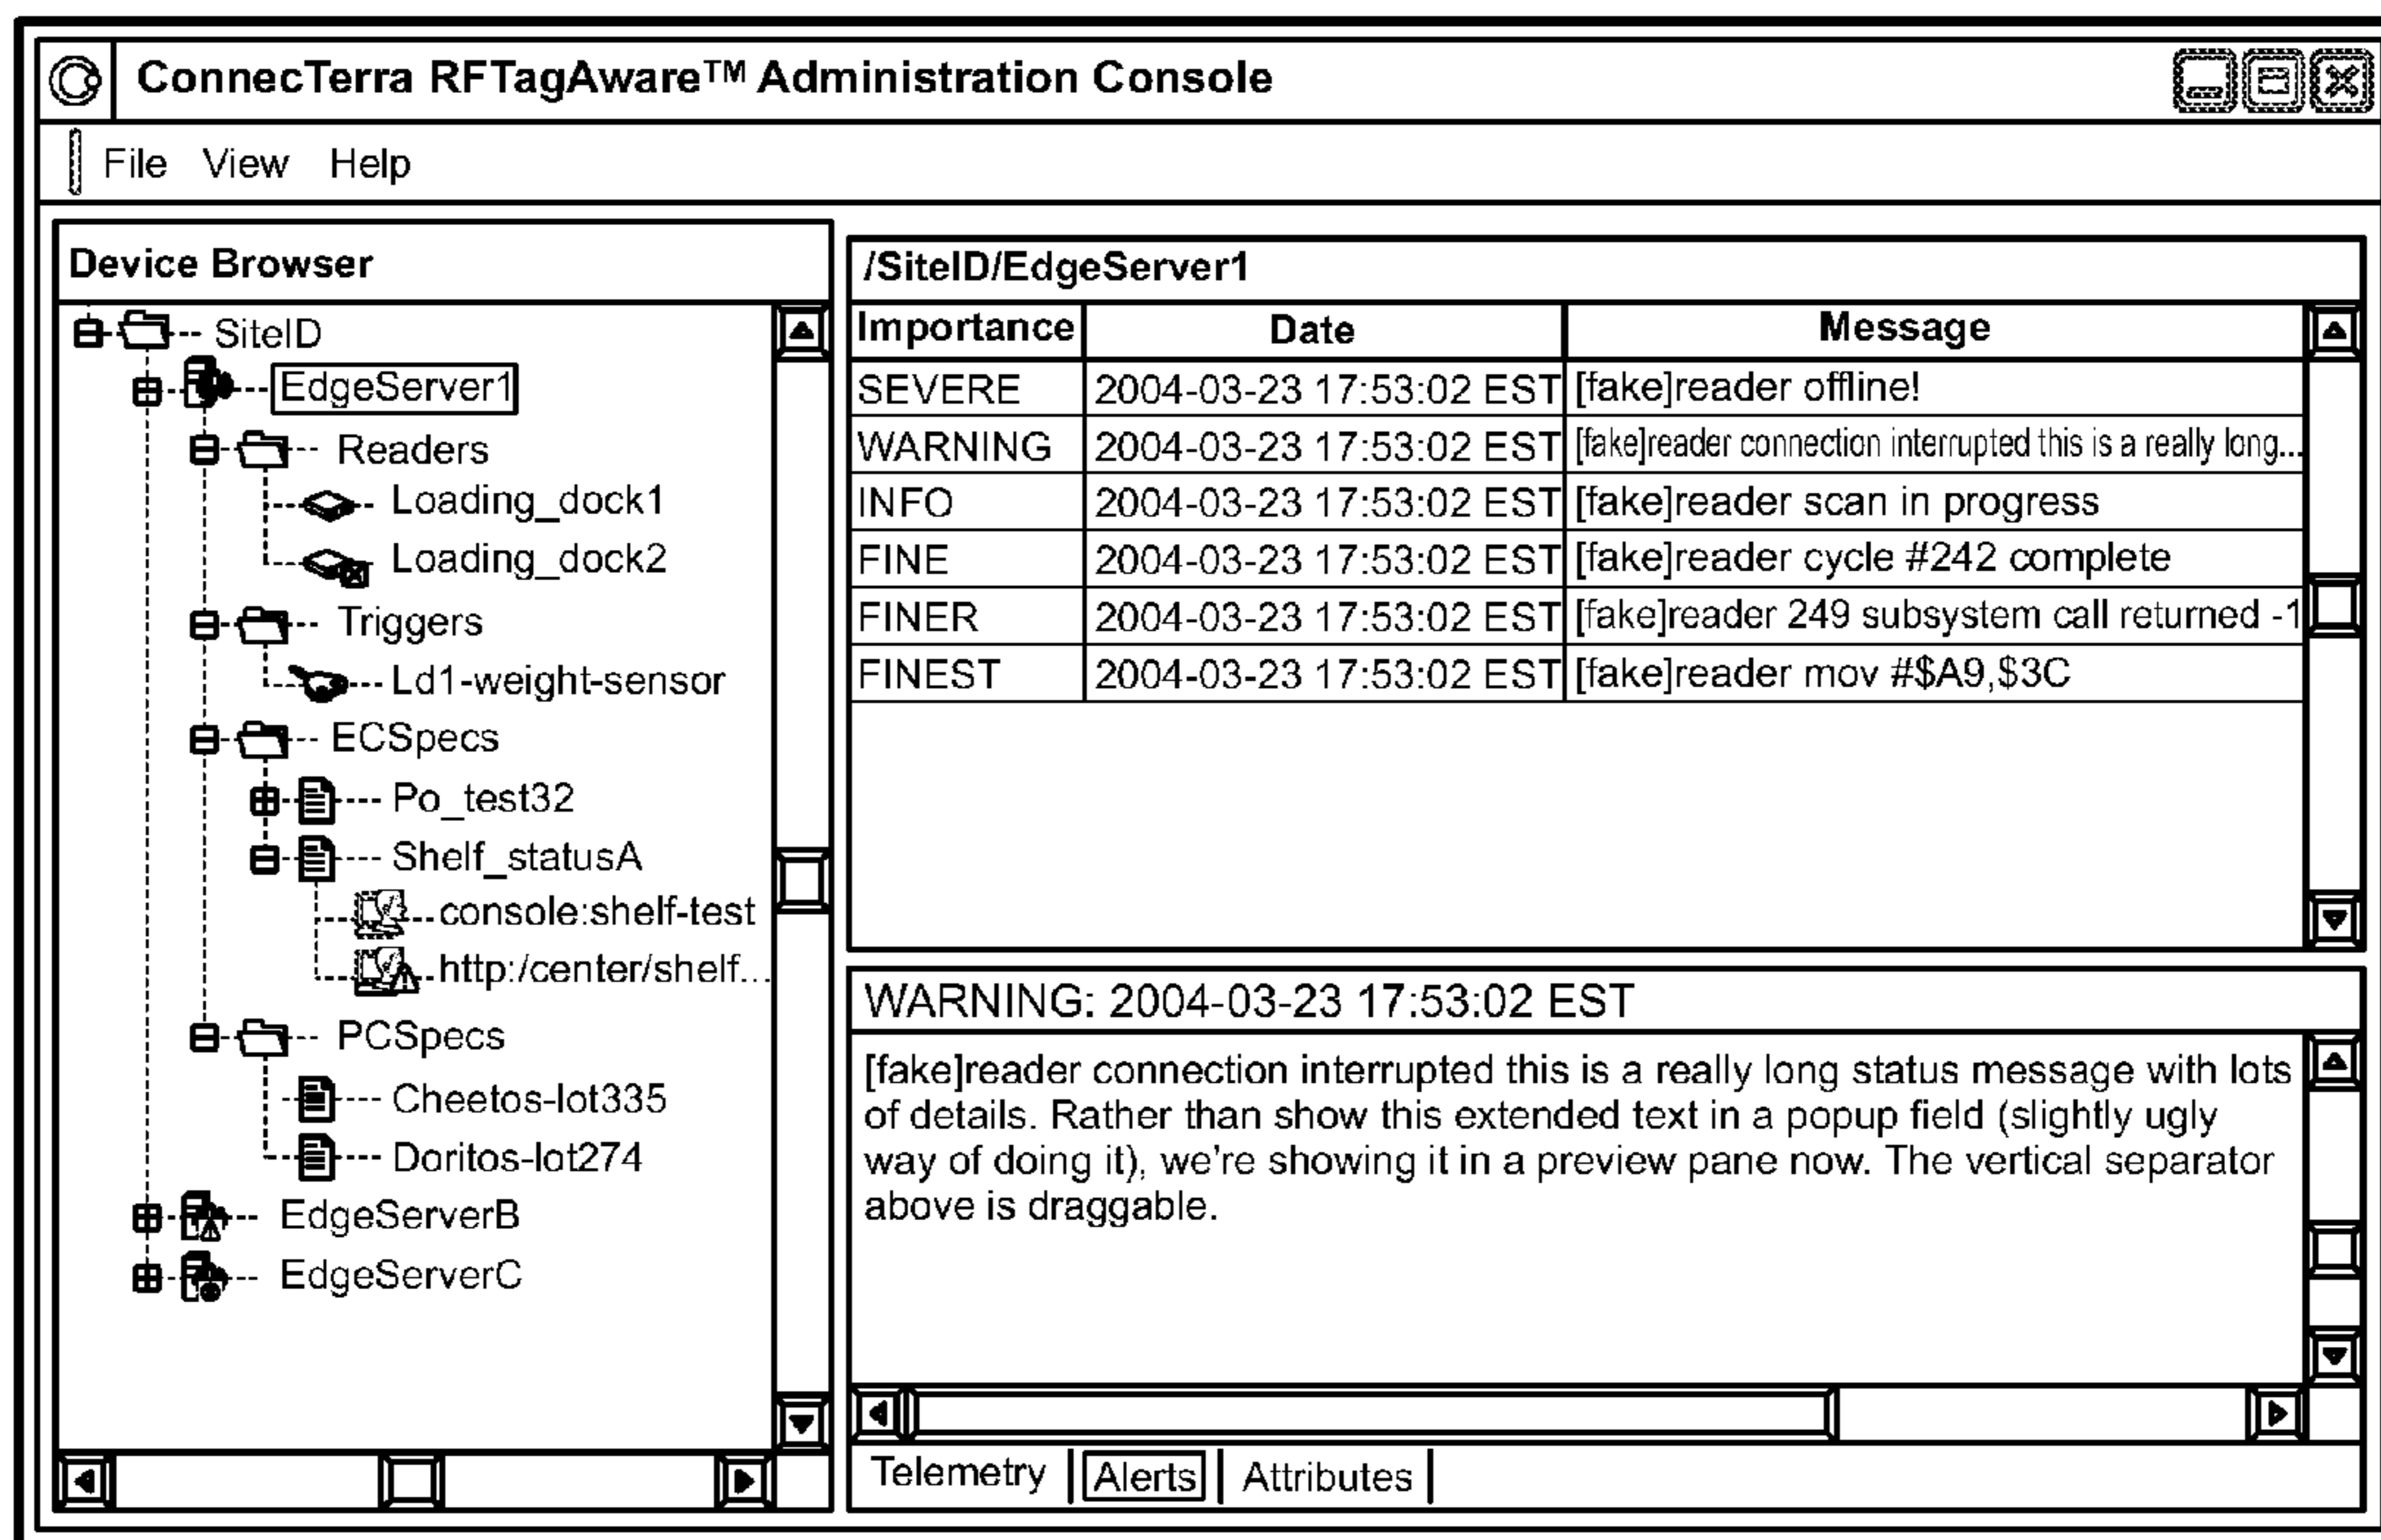 ConnecTerra RFTagAware™ Administration Console
File View Help
Device Browser
SiteID
EdgeServer1
Readers
Loading_dock1
Loading_dock2
Triggers
Ld1-weight-sensor
ECSpecs
Po_test32
Shelf_statusA
console:shelf-test
http:/center/shelf...
PCSpecs
Cheetos-lot335
Doritos-lot274
EdgeServerB
EdgeServerC
/SiteID/EdgeServer1
Importance Date Message
SEVERE 2004-03-23 17:53:02 EST [fake]reader offline!
WARNING 2004-03-23 17:53:02 EST [fake]reader connection interrupted this is a really long...
INFO 2004-03-23 17:53:02 EST [fake]reader scan in progress
FINE 2004-03-23 17:53:02 EST [fake]reader cycle #242 complete
FINER 2004-03-23 17:53:02 EST [fake]reader 249 subsystem call returned -1
FINEST 2004-03-23 17:53:02 EST [fake]reader mov #$A9,$3C
WARNING: 2004-03-23 17:53:02 EST
[fake]reader connection interrupted this is a really long status message with lots
of details. Rather than show this extended text in a popup field (slightly ugly
way of doing it), we're showing it in a preview pane now. The vertical separator
above is draggable.
Telemetry Alerts Attributes